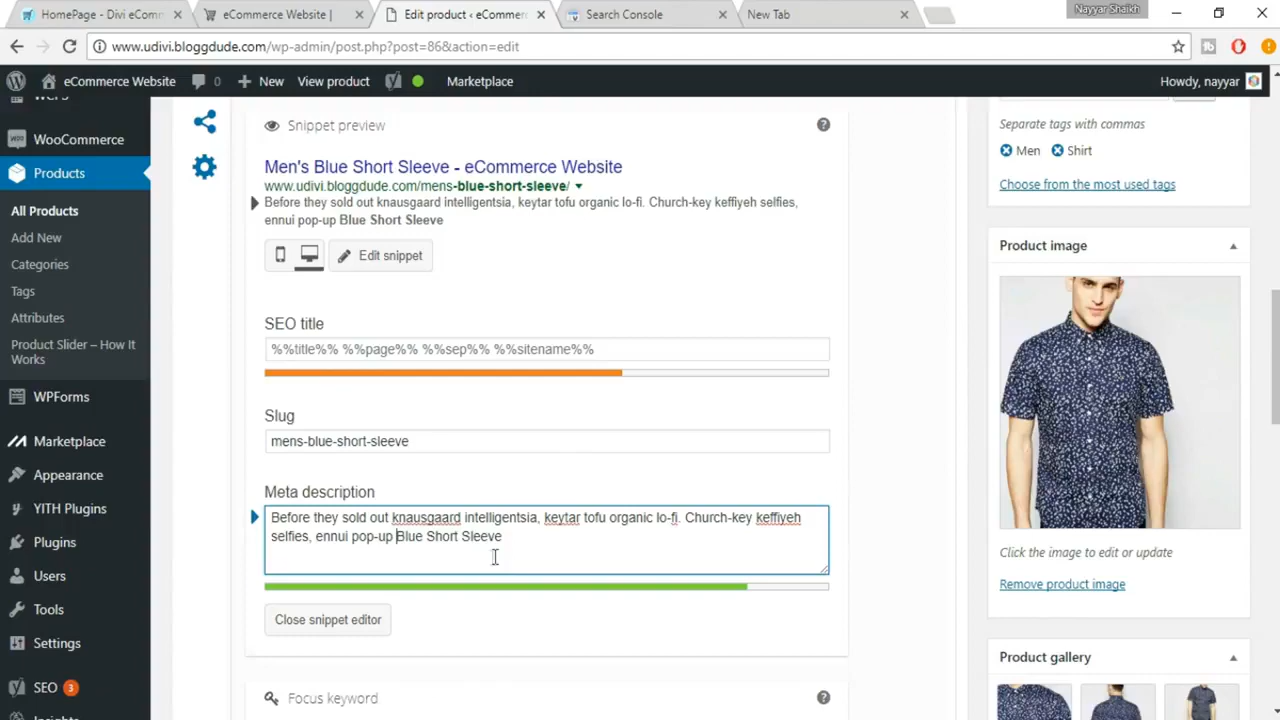 HomePage - Divi eComm
eCommerce Website |
Edit product ‹ eCommer
Search Console
New Tab
Nayyar Shaikh
www.udivi.bloggdude.com/wp-admin/post.php?post=86&action=edit
eCommerce Website
0
New
View product
Marketplace
Howdy, nayyar
WooCommerce
Products
All Products
Add New
Categories
Tags
Attributes
Product Slider – How It
Works
WPForms
Marketplace
Appearance
YITH Plugins
Plugins
Users
Tools
Settings
SEO 3
Snippet preview
Men's Blue Short Sleeve - eCommerce Website
www.udivi.bloggdude.com/mens-blue-short-sleeve/
Before they sold out knausgaard intelligentsia, keytar tofu organic lo-fi. Church-key keffiyeh selfies,
ennui pop-up Blue Short Sleeve
Edit snippet
SEO title
%%title%% %%page%% %%sep%% %%sitename%%
Slug
mens-blue-short-sleeve
Meta description
Before they sold out knausgaard intelligentsia, keytar tofu organic lo-fi. Church-key keffiyeh
selfies, ennui pop-up Blue Short Sleeve
Close snippet editor
Focus keyword
Separate tags with commas
Men
Shirt
Choose from the most used tags
Product image
Click the image to edit or update
Remove product image
Product gallery